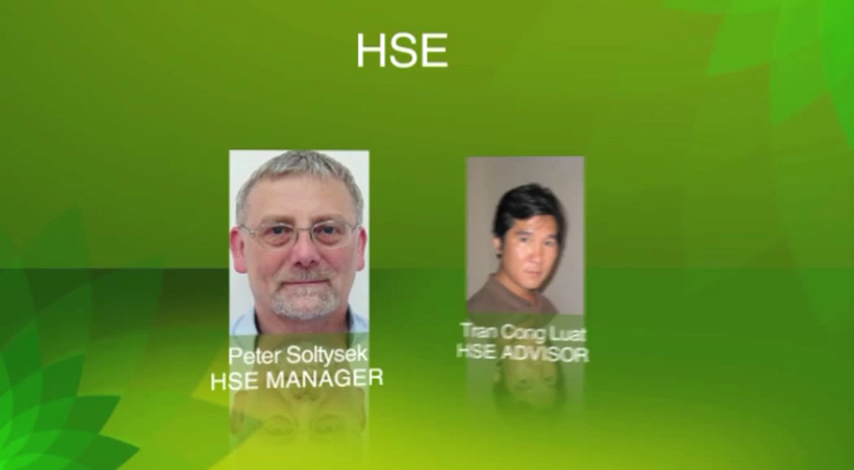 HSE
Peter Soltysek
HSE MANAGER
Tran Cong Luat
HSE ADVISOR